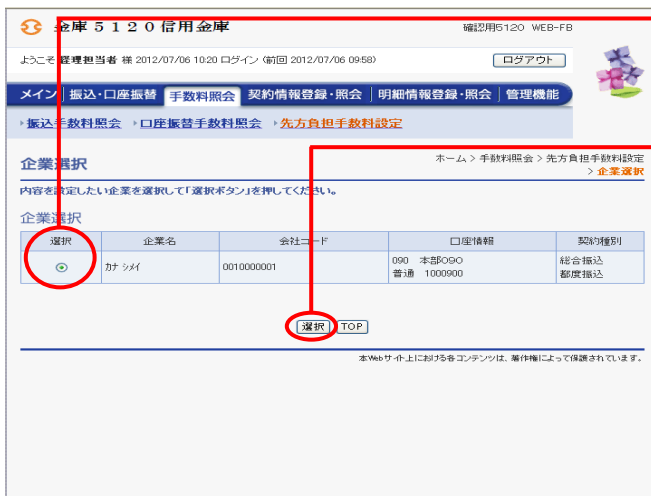 金庫５１２０信用金庫
確認用5120 WEB-FB
ようこそ 経理担当者 様 2012/07/06 10:20 ログイン (前回 2012/07/06 09:58)
ログアウト
メイン 振込・口座振替 手数料照会 契約情報登録・照会 明細情報登録・照会 管理機能
振込手数料照会 口座振替手数料照会 先方負担手数料設定
企業選択
ホーム > 手数料照会 > 先方負担手数料設定
> 企業選択
内容を設定したい企業を選択して「選択ボタン」を押してください。
企業選択
選択 企業名 会社コード 口座情報 契約種別
カナ シメイ 0010000001 090 本部090 総合振込
普通 1000900 都度振込
選択 TOP
本Webサイト上における各コンテンツは、著作権によって保護されています。